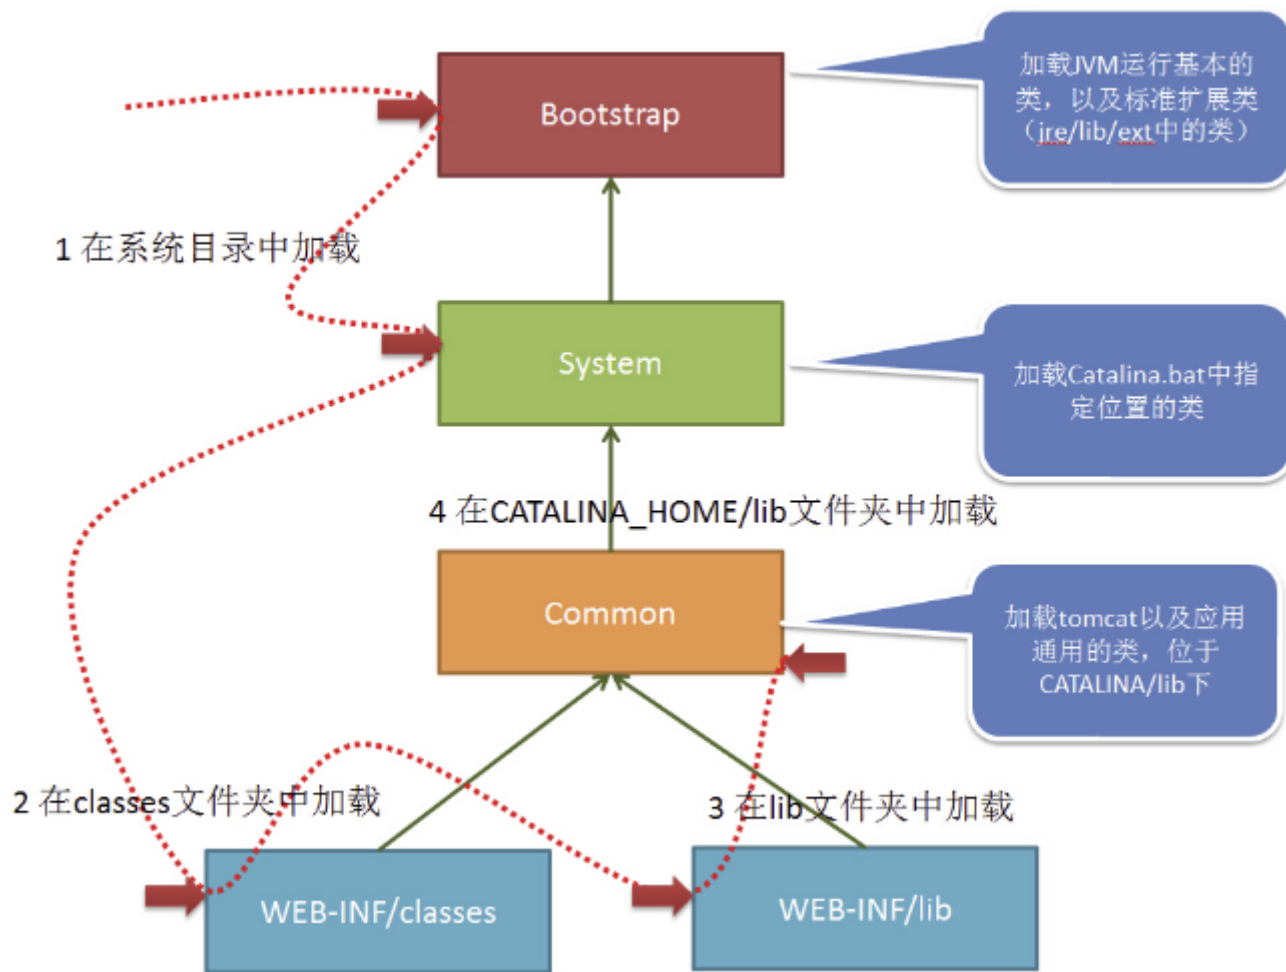 Bootstrap
加载JVM运行基本的
类，以及标准扩展类
（jre/lib/ext中的类）
1 在系统目录中加载
System
加载Catalina.bat中指
定位置的类
4 在CATALINA_HOME/lib文件夹中加载
Common
加载tomcat以及应用
通用的类，位于
CATALINA/lib下
2 在classes文件夹中加载
3 在lib文件夹中加载
WEB-INF/classes
WEB-INF/lib